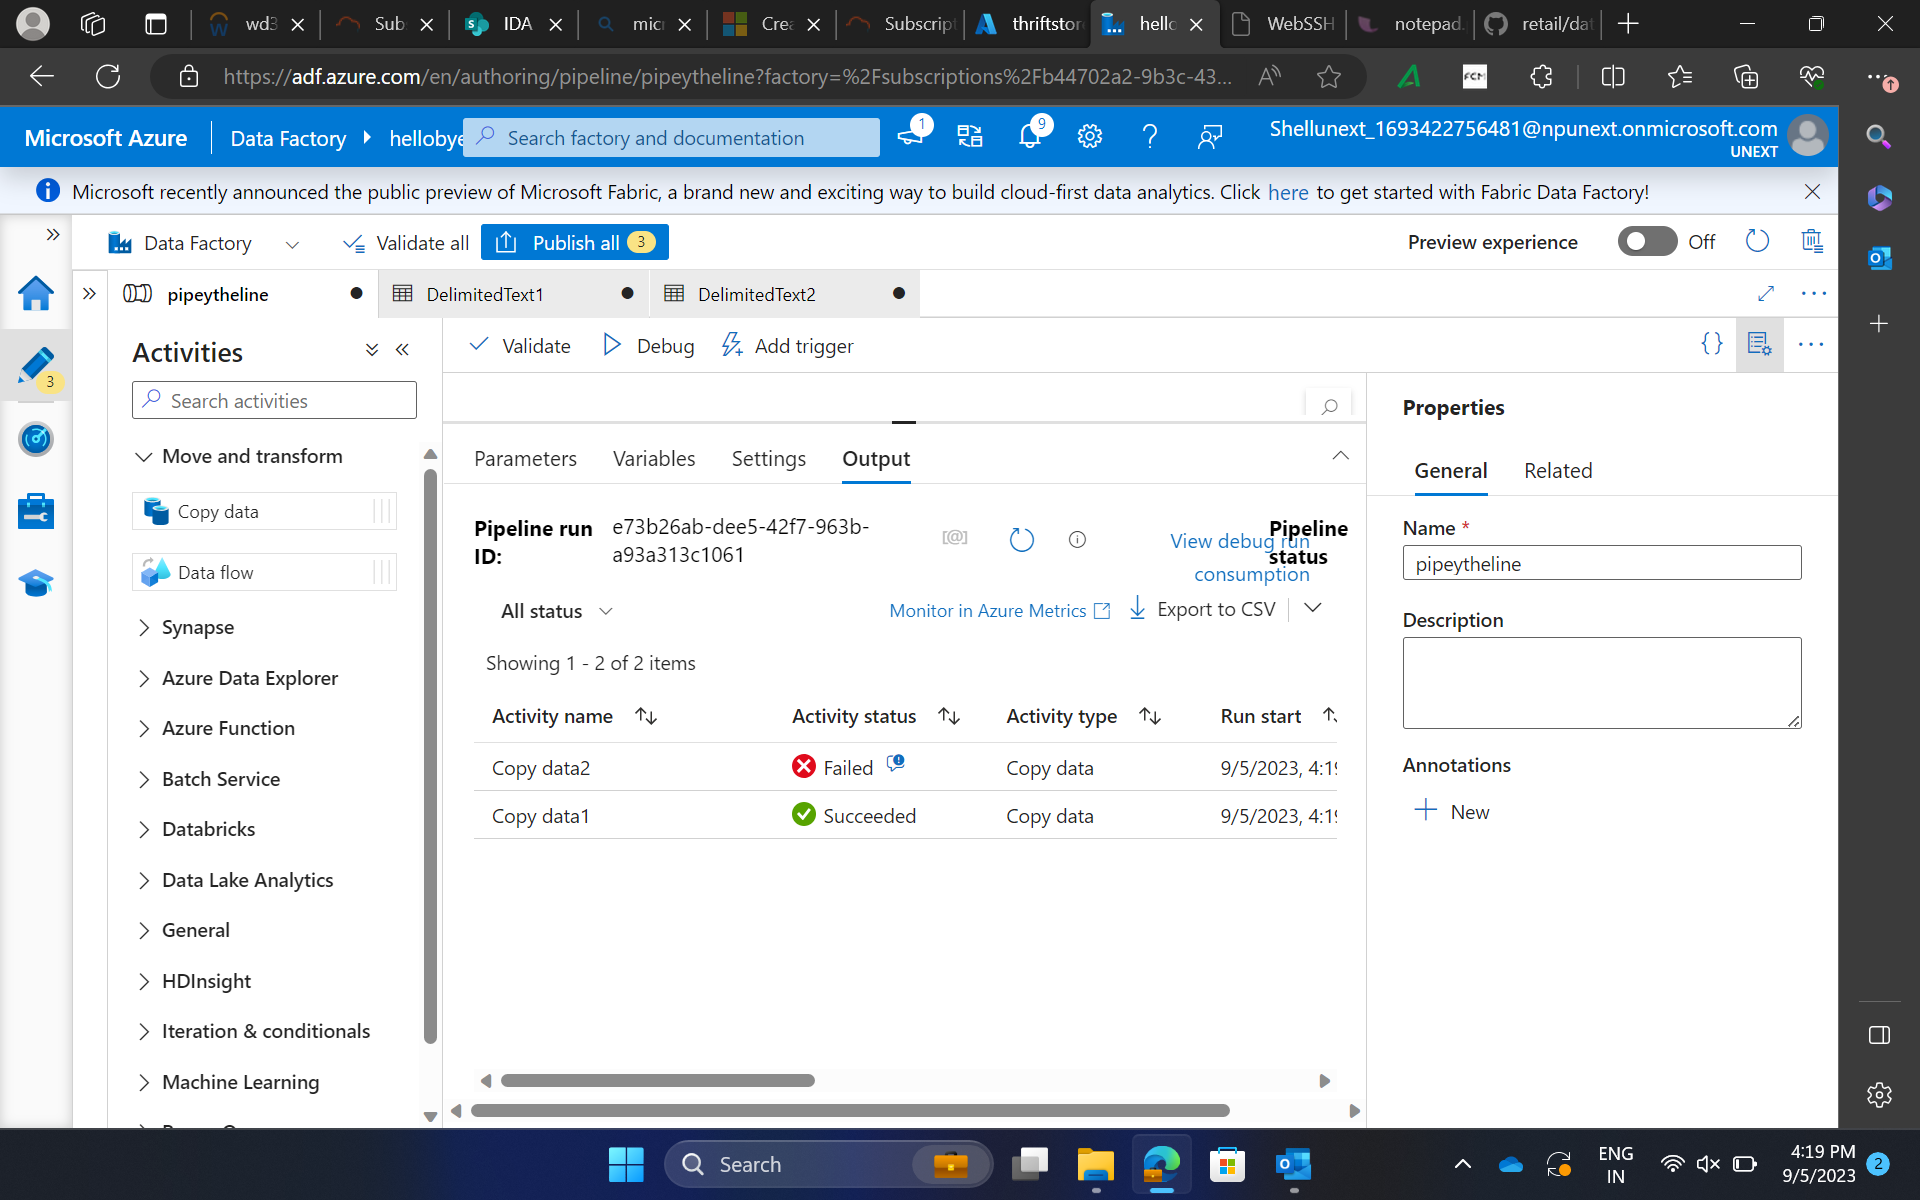 wd3
Sub
IDA
micr
Crea
Subscript
thriftstor
hello
WebSSH
notepad.
retail/dat
https://adf.azure.com/en/authoring/pipeline/pipeytheline?factory=%2Fsubscriptions%2Fb44702a2-9b3c-43...
Microsoft Azure
Data Factory
hellobye
Search factory and documentation
1
9
Shellunext_1693422756481@npunext.onmicrosoft.com
UNEXT
Microsoft recently announced the public preview of Microsoft Fabric, a brand new and exciting way to build cloud-first data analytics. Click here to get started with Fabric Data Factory!
Data Factory
Validate all
Publish all 3
Preview experience
Off
pipeytheline
DelimitedText1
DelimitedText2
3
Activities
Search activities
Move and transform
Copy data
Data flow
Synapse
Azure Data Explorer
Azure Function
Batch Service
Databricks
Data Lake Analytics
General
HDInsight
Iteration & conditionals
Machine Learning
Validate
Debug
Add trigger
Parameters
Variables
Settings
Output
Pipeline run ID:
e73b26ab-dee5-42f7-963b-
a93a313c1061
View debug run
consumption
Pipeline
status
All status
Monitor in Azure Metrics
Export to CSV
Showing 1 - 2 of 2 items
Activity name
Activity status
Activity type
Run start
Copy data2
Failed
Copy data
9/5/2023, 4:19
Copy data1
Succeeded
Copy data
9/5/2023, 4:19
Properties
General
Related
Name *
pipeytheline
Description
Annotations
New
Search
ENG
IN
4:19 PM
9/5/2023
2